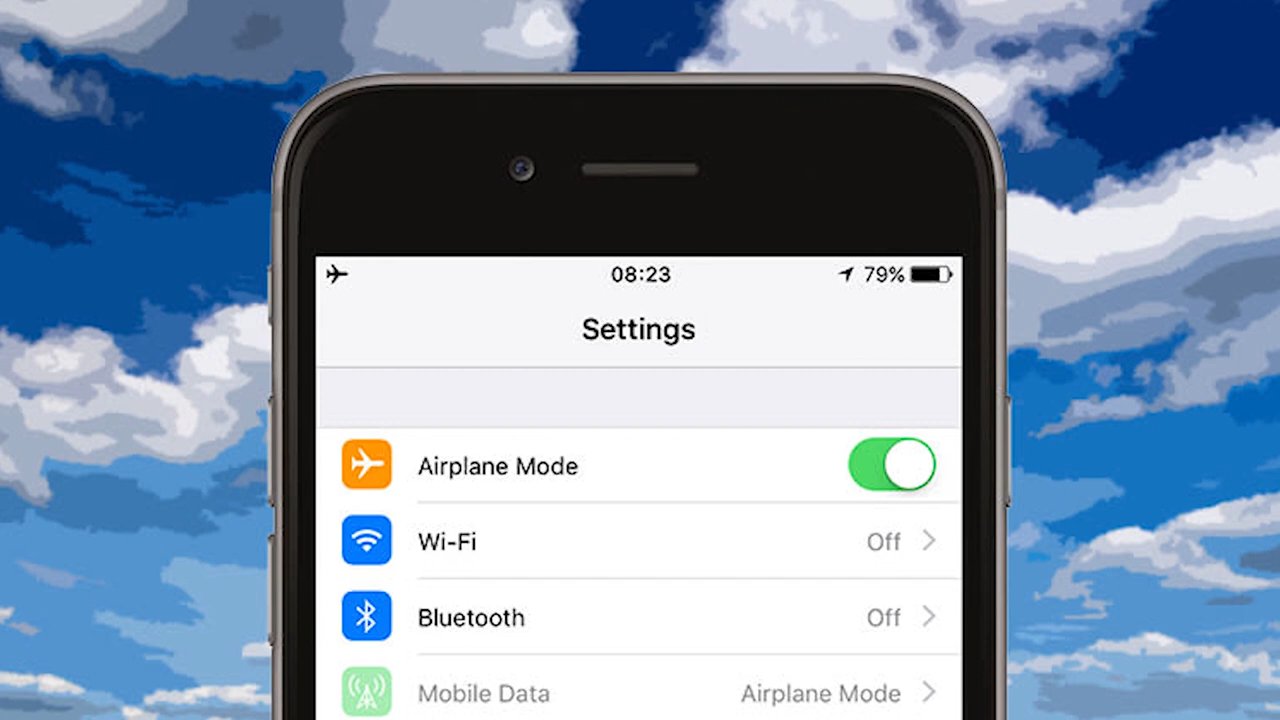 08:23 79%
Settings
Airplane Mode
Wi-Fi Off
Bluetooth Off
Mobile Data Airplane Mode